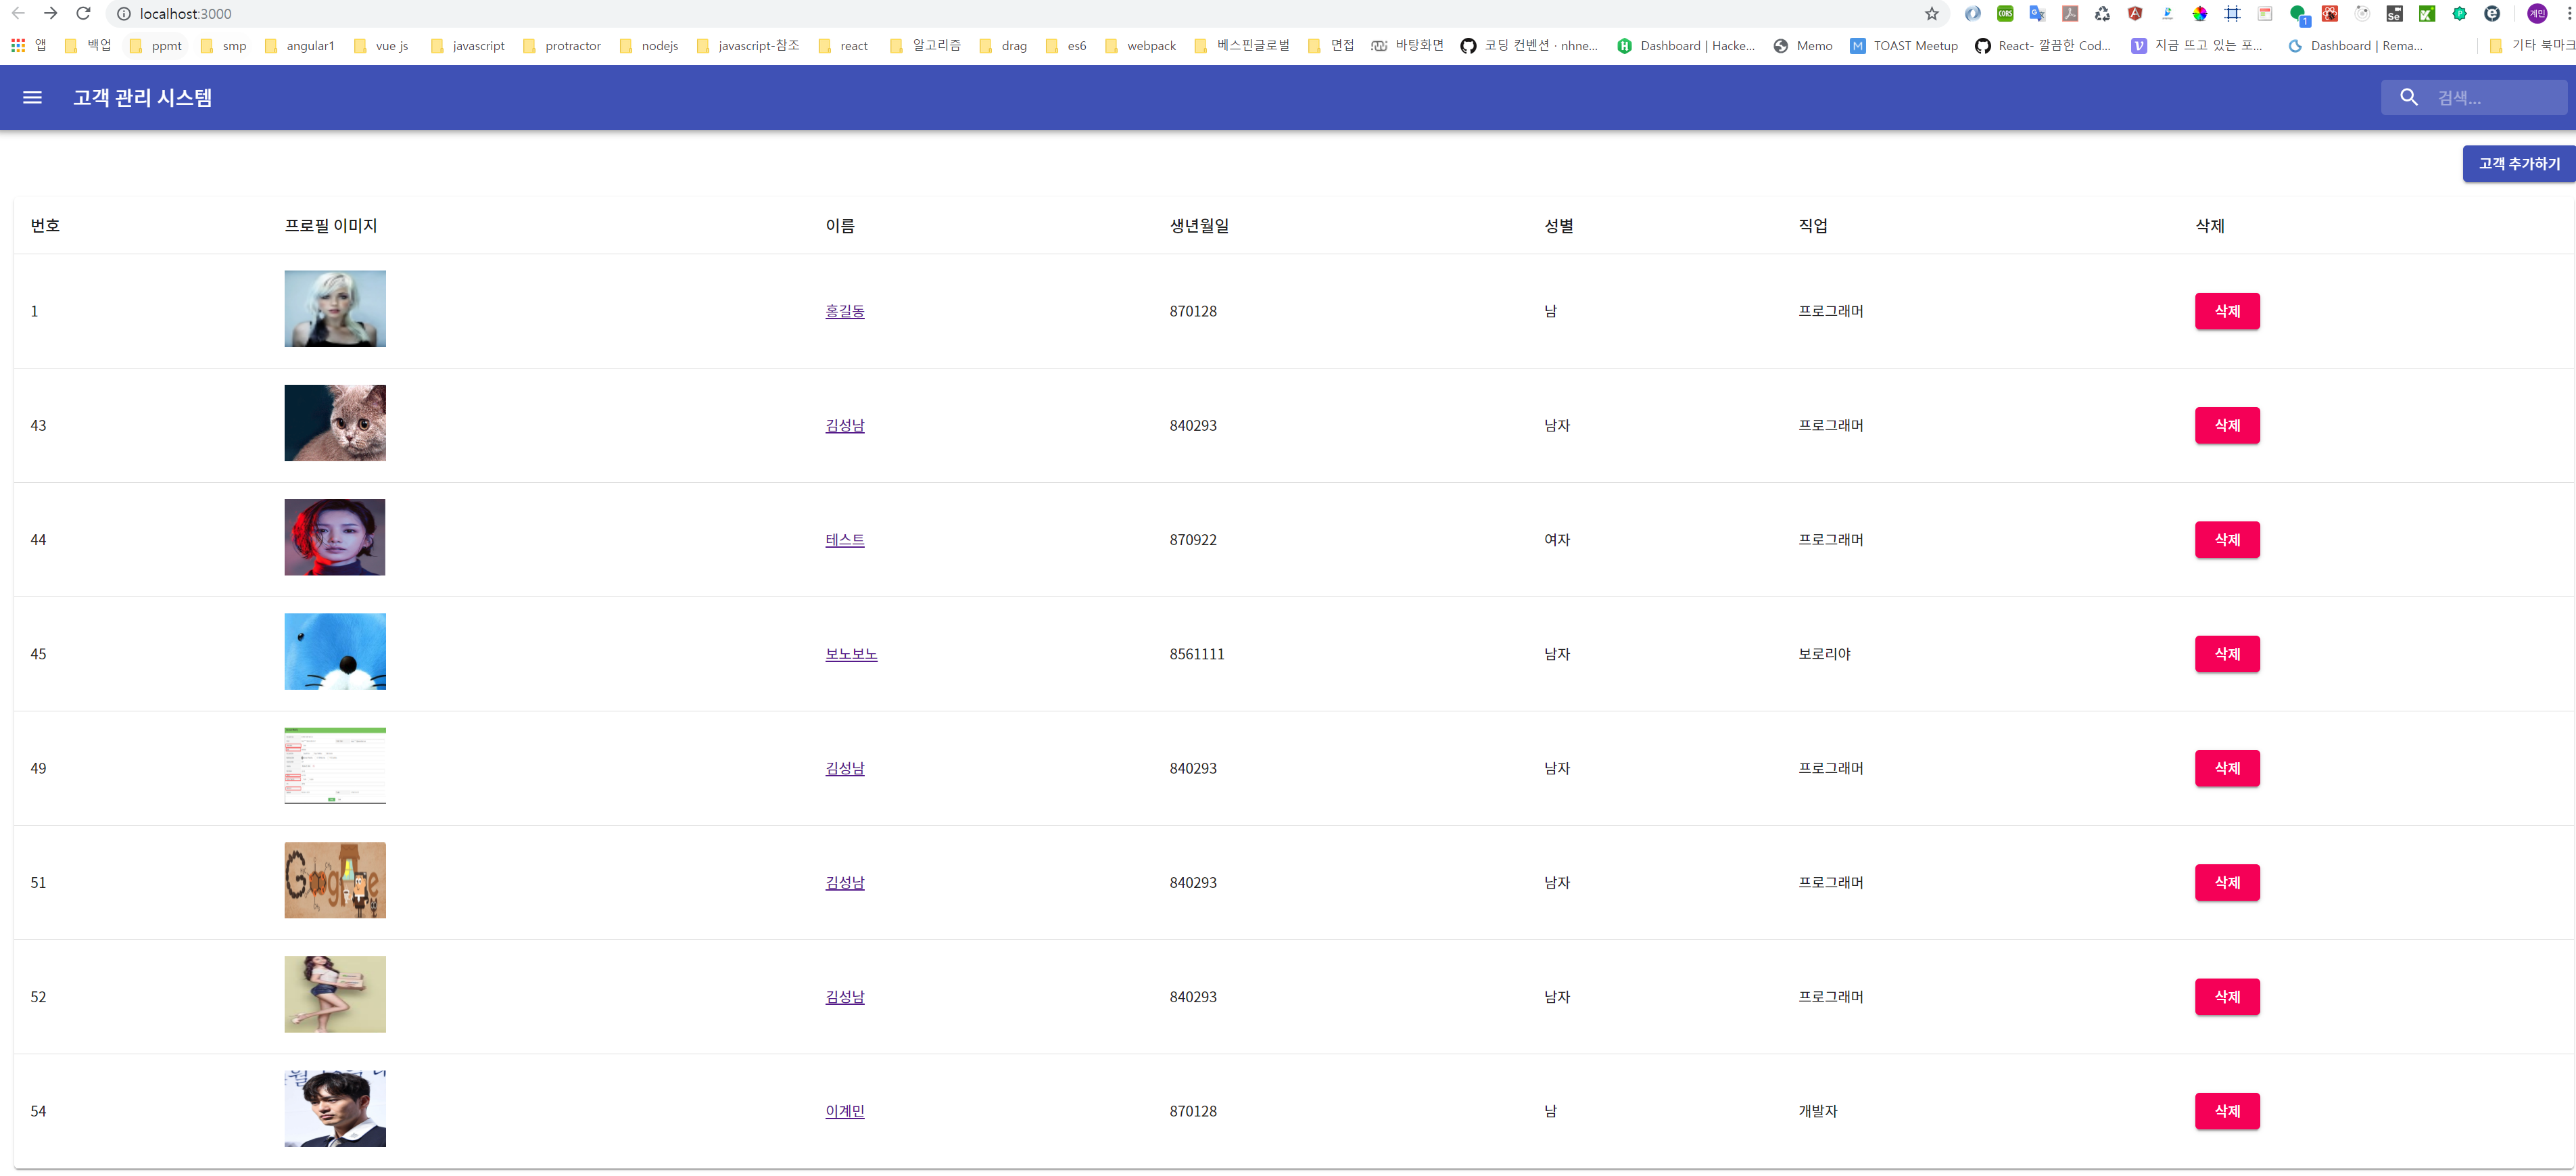 localhost:3000
앱 백업 ppmt smp angular1 vue js javascript protractor nodejs javascript-참조 react 알고리즘 drag es6 webpack 베스핀글로벌 면접 바탕화면 코딩 컨벤션 · nhne... Dashboard | Hacke... Memo TOAST Meetup React- 깔끔한 Cod... 지금 뜨고 있는 포... Dashboard | Rema... 기타 북마크
고객 관리 시스템 검색...
고객 추가하기
번호 프로필 이미지 이름 생년월일 성별 직업 삭제
1 홍길동 870128 남 프로그래머 삭제
43 김성남 840293 남자 프로그래머 삭제
44 테스트 870922 여자 프로그래머 삭제
45 보노보노 8561111 남자 보로리야 삭제
49 김성남 840293 남자 프로그래머 삭제
51 김성남 840293 남자 프로그래머 삭제
52 김성남 840293 남자 프로그래머 삭제
54 이계민 870128 남 개발자 삭제